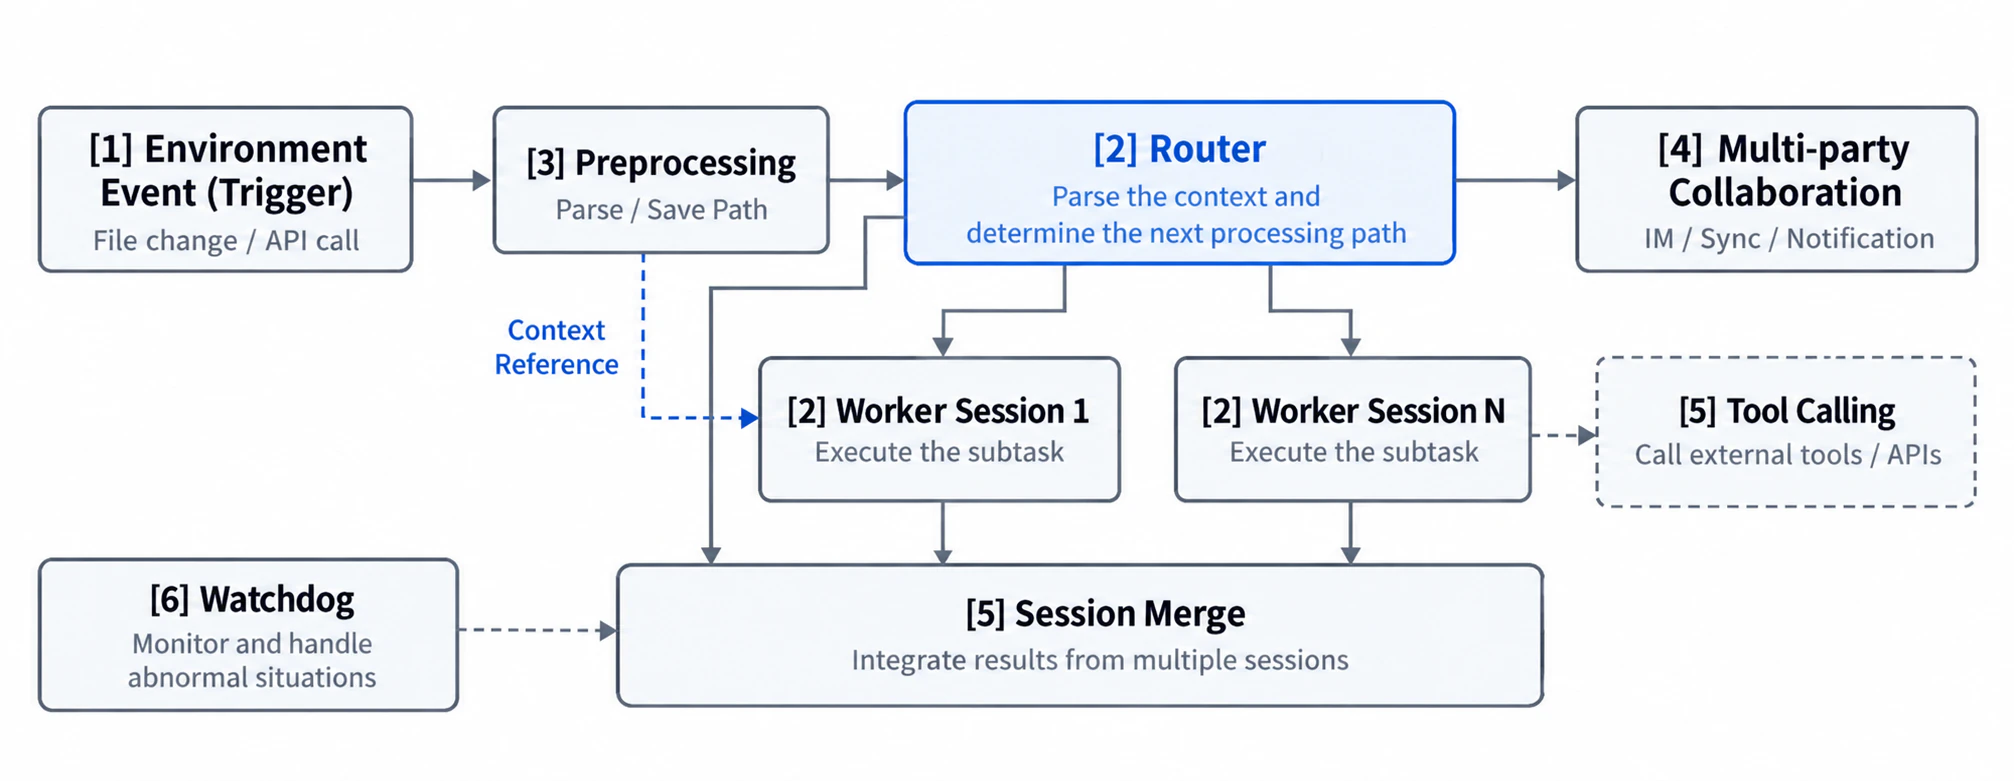 [1] Environment
Event (Trigger)
File change / API call
[3] Preprocessing
Parse / Save Path
[2] Router
Parse the context and
determine the next processing path
[4] Multi-party
Collaboration
IM / Sync / Notification
Context
Reference
[2] Worker Session 1
Execute the subtask
[2] Worker Session N
Execute the subtask
[5] Tool Calling
Call external tools / APIs
[6] Watchdog
Monitor and handle
abnormal situations
[5] Session Merge
Integrate results from multiple sessions